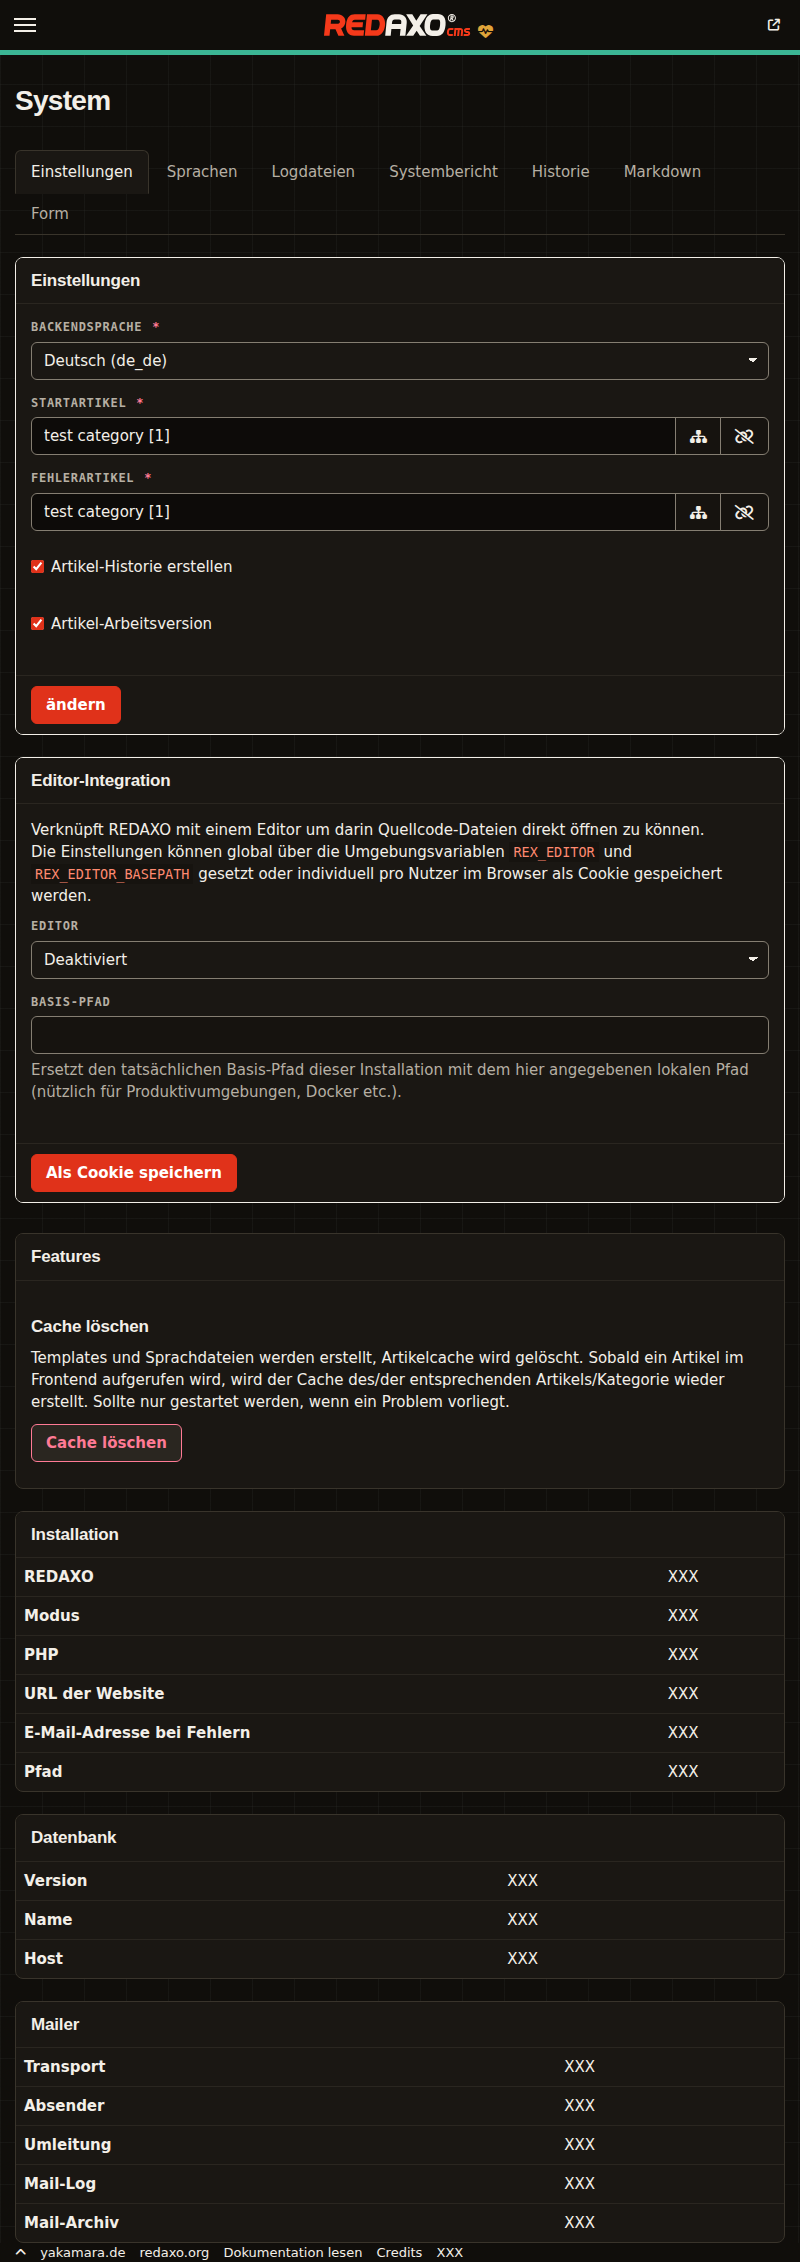 REDAXO® cms
System
Einstellungen Sprachen Logdateien Systembericht Historie Markdown
Form
Einstellungen
BACKENDSPRACHE *
Deutsch (de_de)
STARTARTIKEL *
test category [1]
FEHLERARTIKEL *
test category [1]
Artikel-Historie erstellen
Artikel-Arbeitsversion
ändern
Editor-Integration
Verknüpft REDAXO mit einem Editor um darin Quellcode-Dateien direkt öffnen zu können.
Die Einstellungen können global über die Umgebungsvariablen REX_EDITOR und
REX_EDITOR_BASEPATH gesetzt oder individuell pro Nutzer im Browser als Cookie gespeichert
werden.
EDITOR
Deaktiviert
BASIS-PFAD
Ersetzt den tatsächlichen Basis-Pfad dieser Installation mit dem hier angegebenen lokalen Pfad
(nützlich für Produktivumgebungen, Docker etc.).
Als Cookie speichern
Features
Cache löschen
Templates und Sprachdateien werden erstellt, Artikelcache wird gelöscht. Sobald ein Artikel im
Frontend aufgerufen wird, wird der Cache des/der entsprechenden Artikels/Kategorie wieder
erstellt. Sollte nur gestartet werden, wenn ein Problem vorliegt.
Cache löschen
Installation
REDAXO XXX
Modus XXX
PHP XXX
URL der Website XXX
E-Mail-Adresse bei Fehlern XXX
Pfad XXX
Datenbank
Version XXX
Name XXX
Host XXX
Mailer
Transport XXX
Absender XXX
Umleitung XXX
Mail-Log XXX
Mail-Archiv XXX
yakamara.de redaxo.org Dokumentation lesen Credits XXX